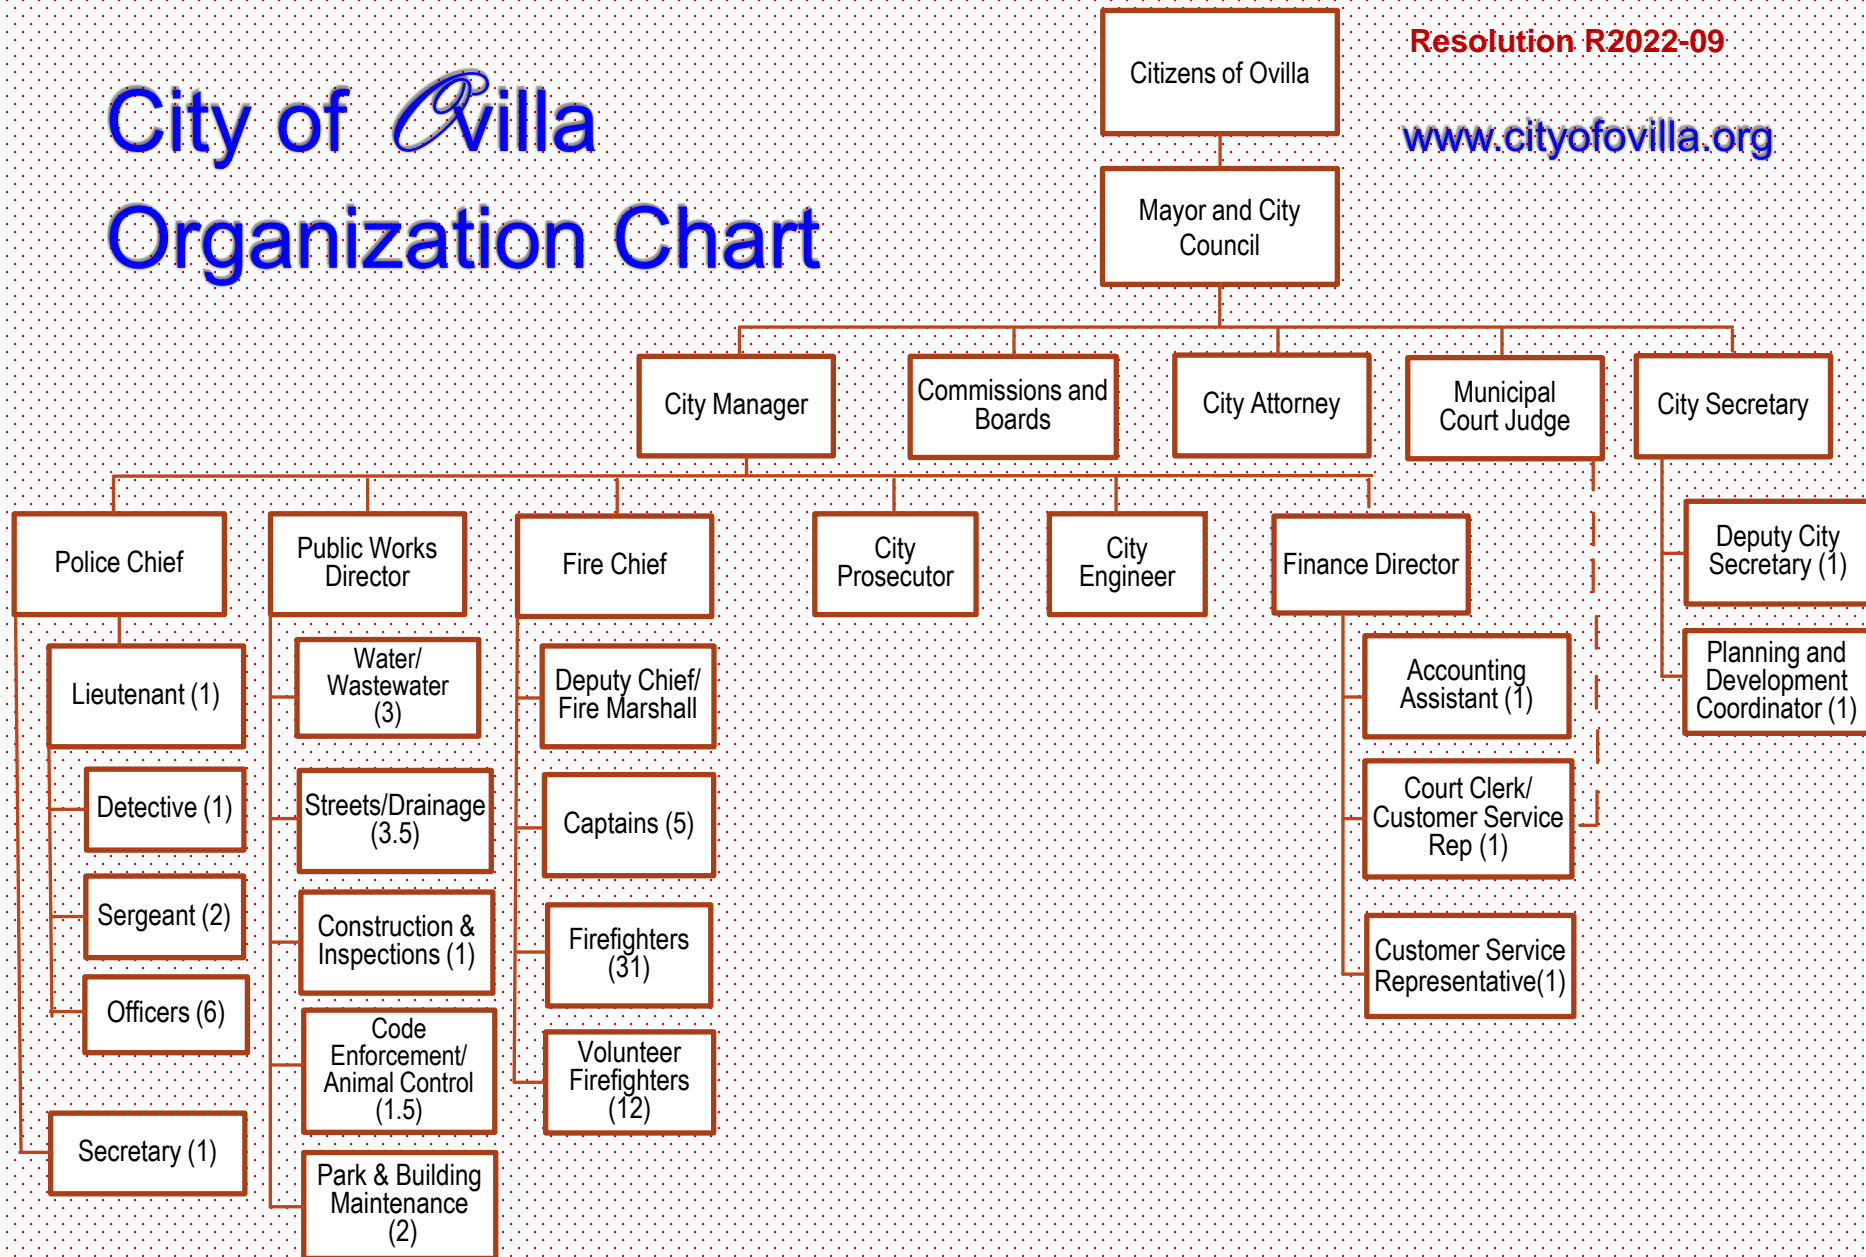 City of Ovilla
Organization Chart
Resolution R2022-09
www.cityofovilla.org
Citizens of Ovilla
Mayor and City
Council
City Manager
Commissions and
Boards
City Attorney
Municipal
Court Judge
City Secretary
Police Chief
Public Works
Director
Fire Chief
City
Prosecutor
City
Engineer
Finance Director
Deputy City
Secretary (1)
Planning and
Development
Coordinator (1)
Lieutenant (1)
Detective (1)
Sergeant (2)
Officers (6)
Secretary (1)
Water/
Wastewater
(3)
Streets/Drainage
(3.5)
Construction &
Inspections (1)
Code
Enforcement/
Animal Control
(1.5)
Park & Building
Maintenance
(2)
Deputy Chief/
Fire Marshall
Captains (5)
Firefighters
(31)
Volunteer
Firefighters
(12)
Accounting
Assistant (1)
Court Clerk/
Customer Service
Rep (1)
Customer Service
Representative(1)